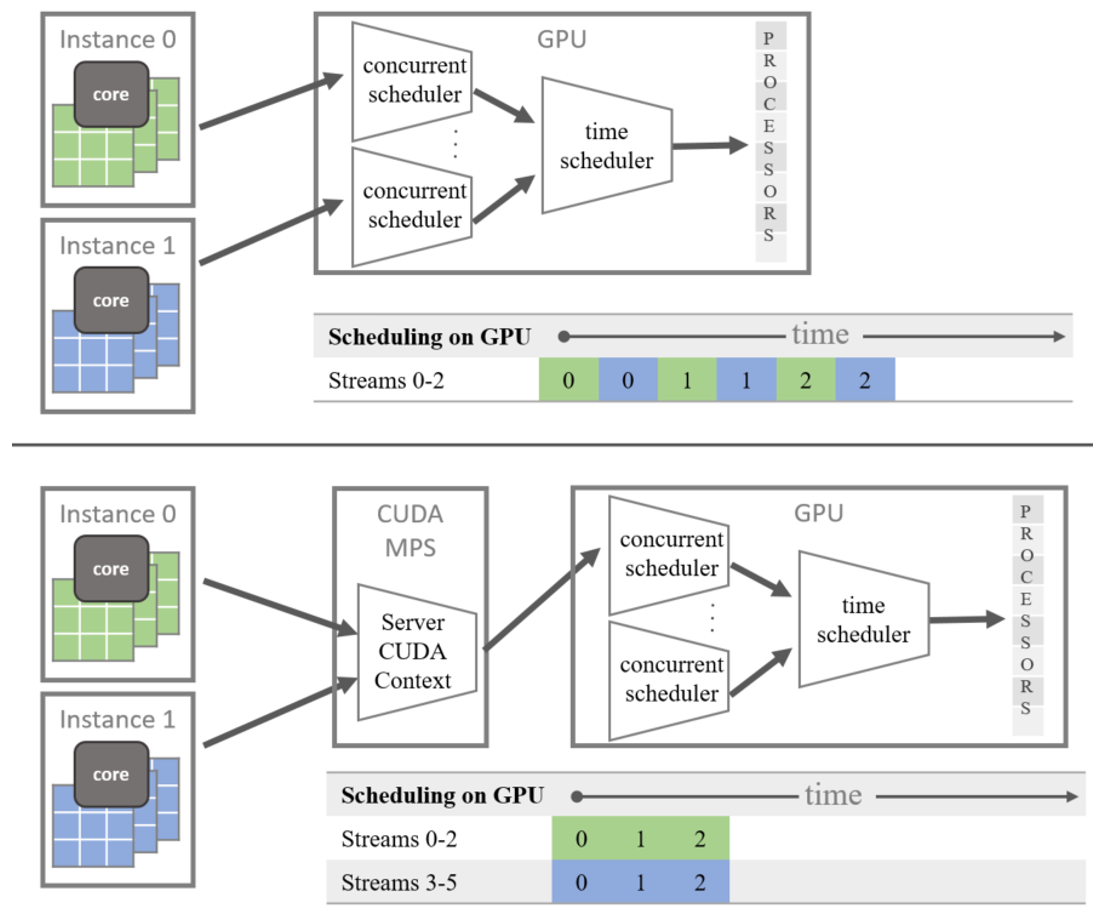 Instance 0
core
Instance 1
core
GPU
concurrent
scheduler
concurrent
scheduler
time
scheduler
PROCESSORS
Scheduling on GPU time
Streams 0-2 0 0 1 1 2 2
Instance 0
core
Instance 1
core
CUDA
MPS
Server
CUDA
Context
GPU
concurrent
scheduler
concurrent
scheduler
time
scheduler
PROCESSORS
Scheduling on GPU time
Streams 0-2 0 1 2
Streams 3-5 0 1 2